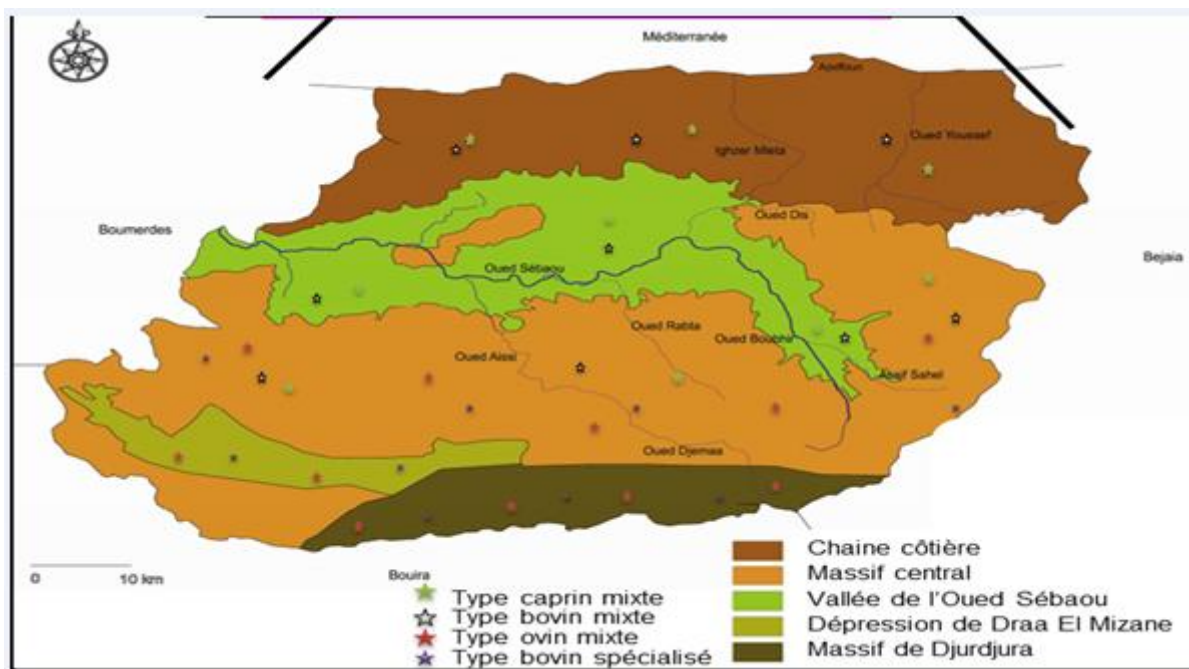 Méditerranée
Azeffoun
Oued Youssef
Ighzer Mleta
Oued Dis
Boumerdes
Bejaia
Oued Sébaou
Oued Rabta
Oued Boubhir
Oued Aissi
Assif Sahel
Oued Djemaa
0 10 km
Bouira
Type caprin mixte
Type bovin mixte
Type ovin mixte
Type bovin spécialisé
Chaine côtière
Massif central
Vallée de l'Oued Sébaou
Dépression de Draa El Mizane
Massif de Djurdjura